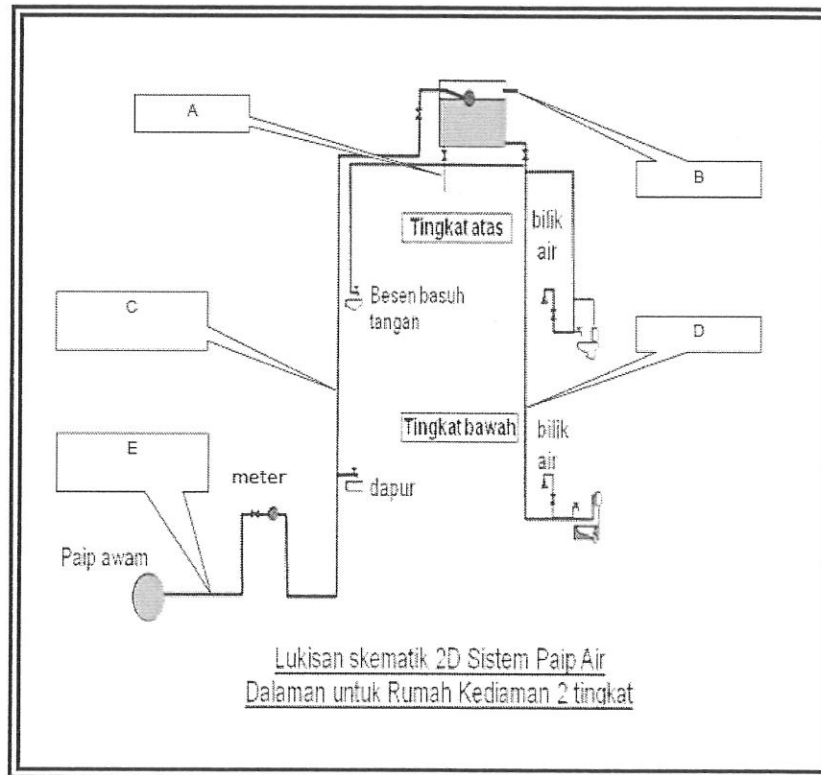 A
B
Tingkat atas
bilik
air
Besen basuh
tangan
C
D
Tingkat bawah
bilik
air
E
meter
dapur
Paip awam
Lukisan skematik 2D Sistem Paip Air
Dalaman untuk Rumah Kediaman 2 tingkat